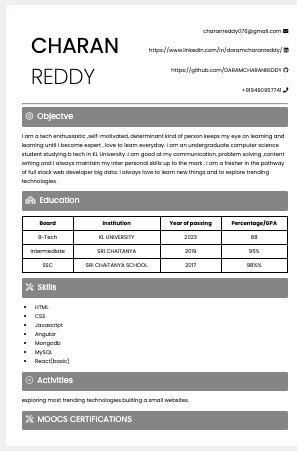 CHARAN
REDDY
charanreddy076@gmail.com
https://www.linkedin/in/daramcharanreddy/
https://github.com/DARAMCHARANREDDY
+919490957741
Objectve
I am a tech enthusiastic ,self-motivated, determinant kind of person keeps my eye on learning and
learning until I become expert , love to learn everyday. I am an undergraduate computer science
student studying b tech in KL University .I am good at my communication, problem solving ,content
writing and I always maintain my inter personal skills up to the mark . I am a fresher in the pathway
of full stack web developer big data. I always love to learn new things and to explore trending
technologies .
Education
Board Institution Year of passing Percentage/GPA
B-Tech KL UNIVERSITY 2023 88
Intermediate SRI CHAITANYA 2019 95%
SSC SRI CHAITANYA SCHOOL 2017 98%%
Skills
HTML
CSS
Javascript
Angular
Mongodb
MySQL
React(basic)
Activities
exploring most trending technologies.buliting a small websites.
MOOCS CERTIFICATIONS